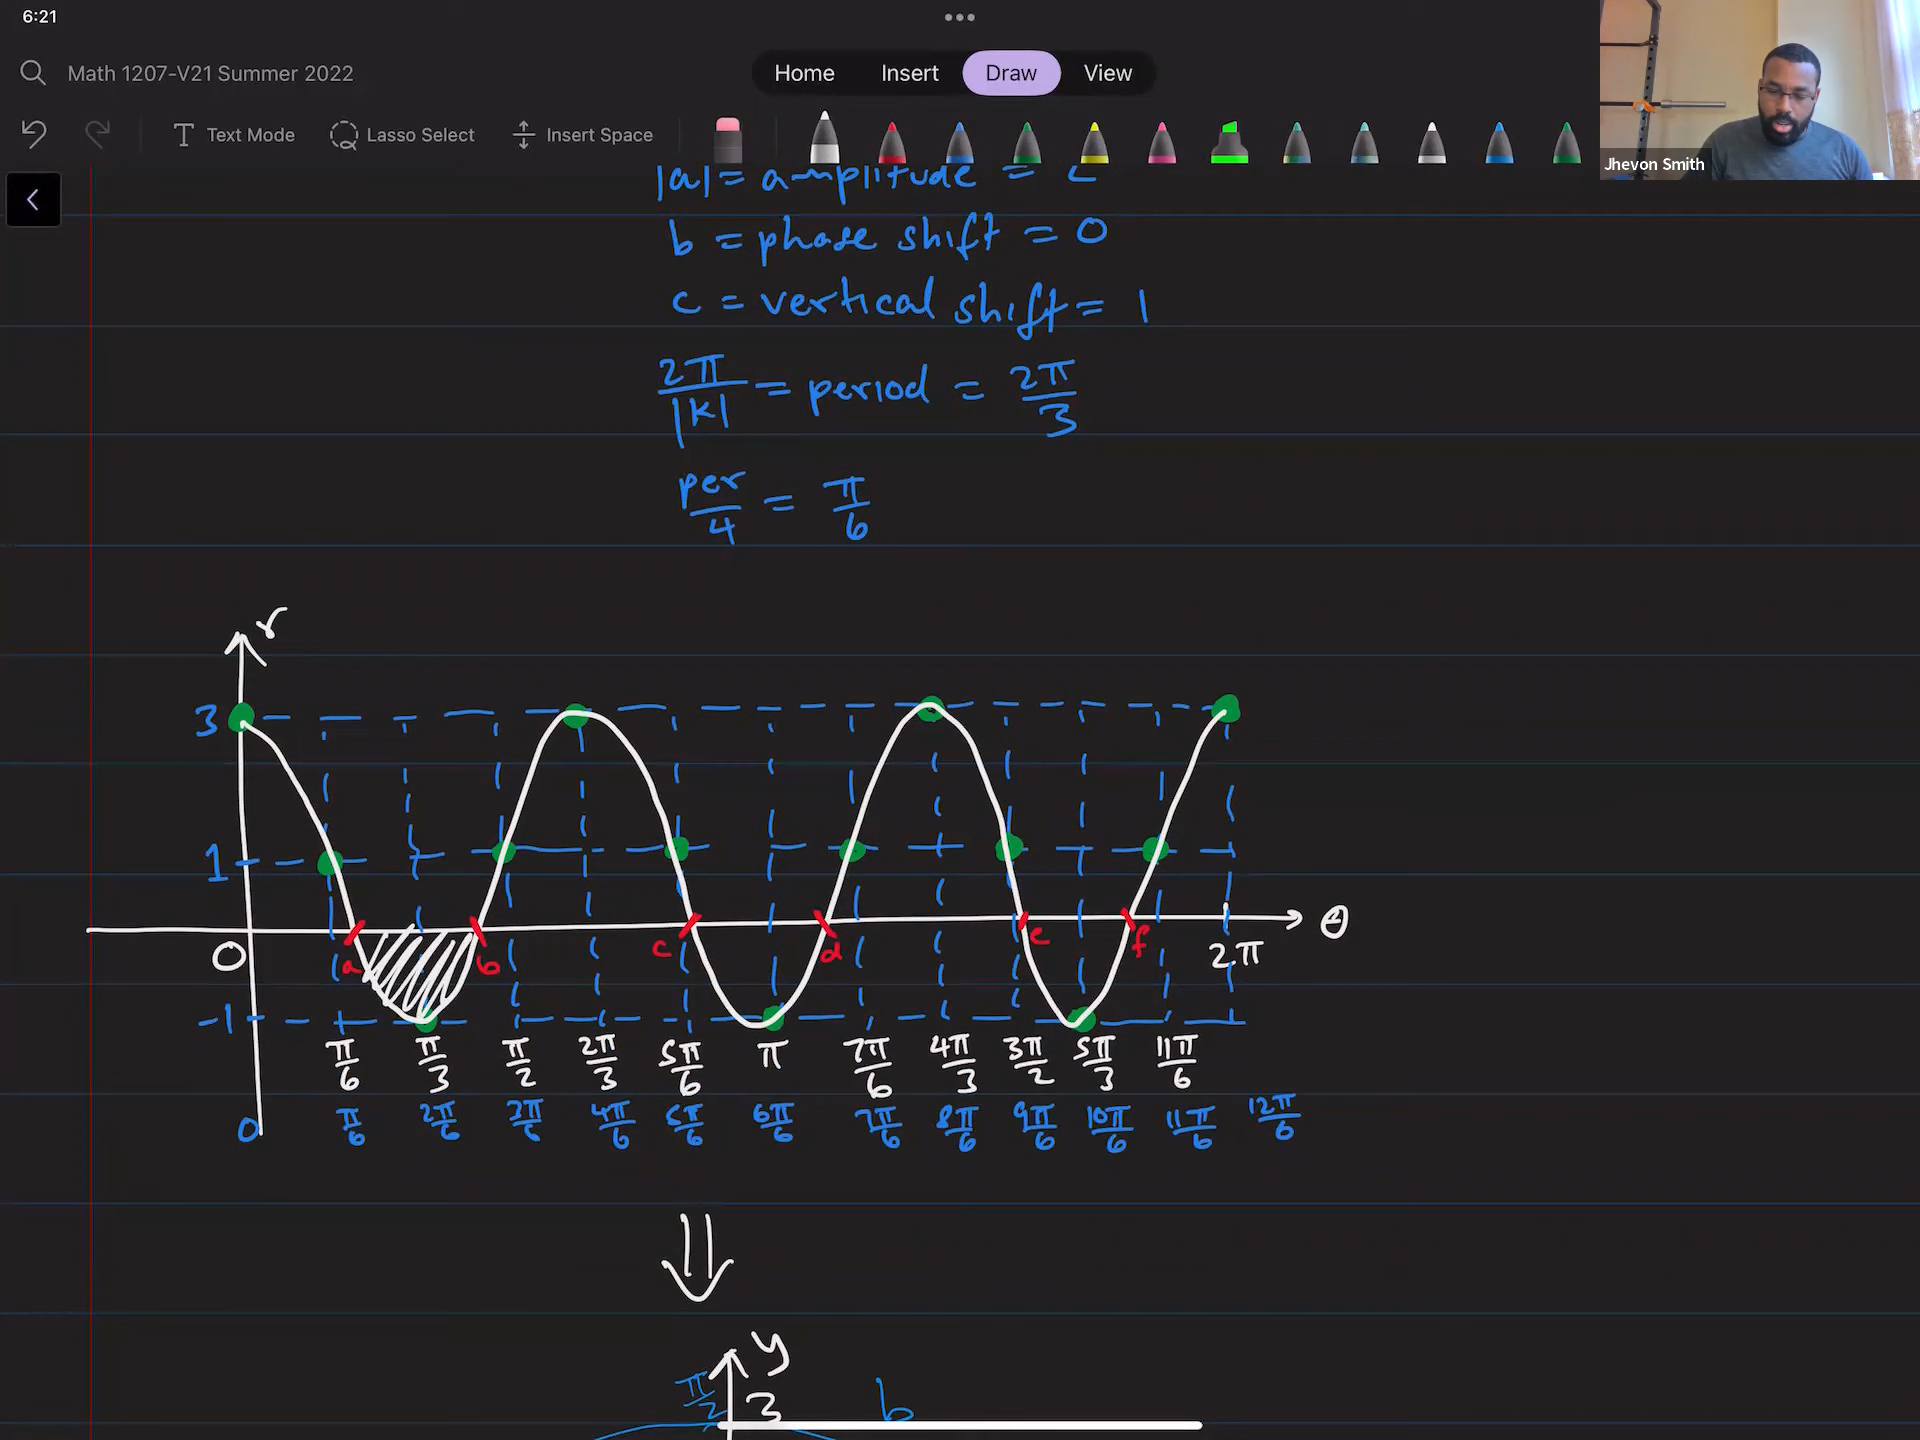 6:21
Math 1207-V21 Summer 2022
Home Insert Draw View
Text Mode Lasso Select Insert Space
Jhevon Smith
|a| = amplitude = 2
b = phase shift = 0
c = vertical shift = 1
2π/|k| = period = 2π/3
per/4 = π/6
r
3
1
0
a b c d e f
θ
2π
-1
π/6 π/3 π/2 2π/3 5π/6 π 7π/6 4π/3 3π/2 5π/3 11π/6
0 π/6 2π/6 3π/6 4π/6 5π/6 6π/6 7π/6 8π/6 9π/6 10π/6 11π/6 12π/6
y
π/2 3 b